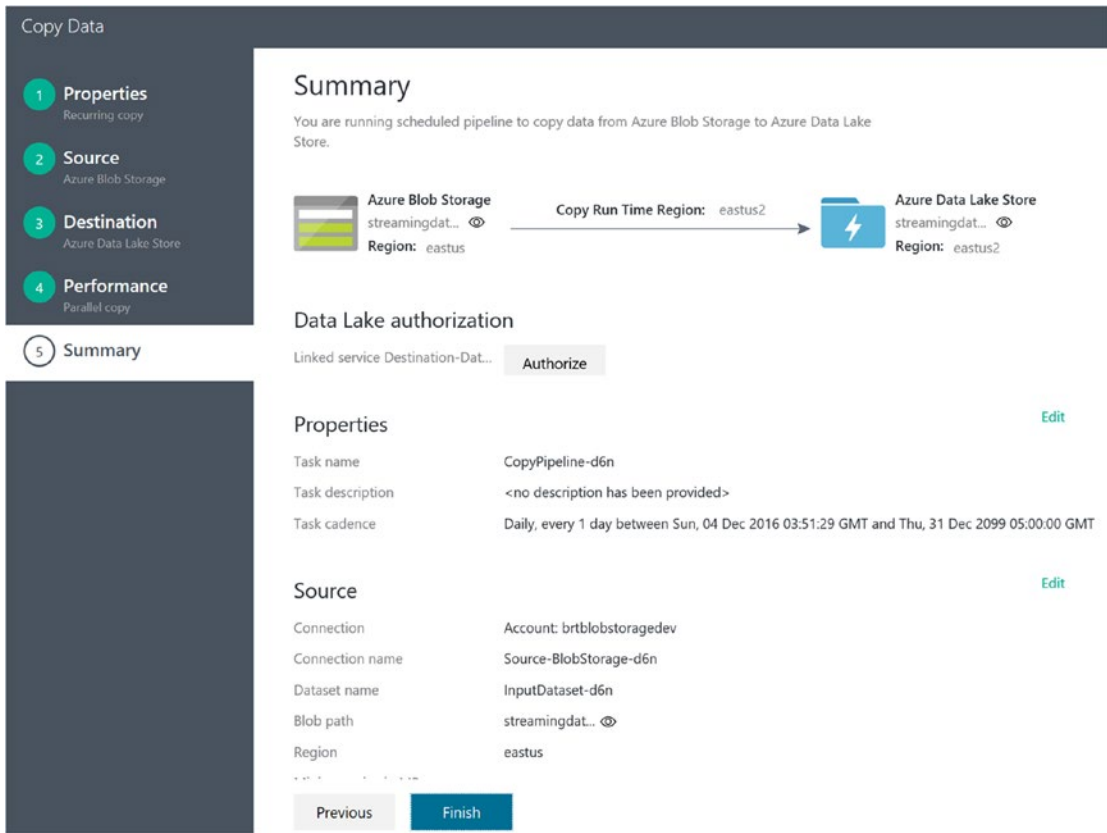 Copy Data
1
Properties
Recurring copy
2
Source
Azure Blob Storage
3
Destination
Azure Data Lake Store
4
Performance
Parallel copy
5
Summary
Summary
You are running scheduled pipeline to copy data from Azure Blob Storage to Azure Data Lake
Store.
Azure Blob Storage
streamingdat...
Region: eastus
Copy Run Time Region: eastus2
Azure Data Lake Store
streamingdat...
Region: eastus2
Data Lake authorization
Linked service Destination-Dat... Authorize
Properties Edit
Task name CopyPipeline-d6n
Task description <no description has been provided>
Task cadence Daily, every 1 day between Sun, 04 Dec 2016 03:51:29 GMT and Thu, 31 Dec 2099 05:00:00 GMT
Source Edit
Connection Account: brtblobstoragedev
Connection name Source-BlobStorage-d6n
Dataset name InputDataset-d6n
Blob path streamingdat...
Region eastus
Previous Finish